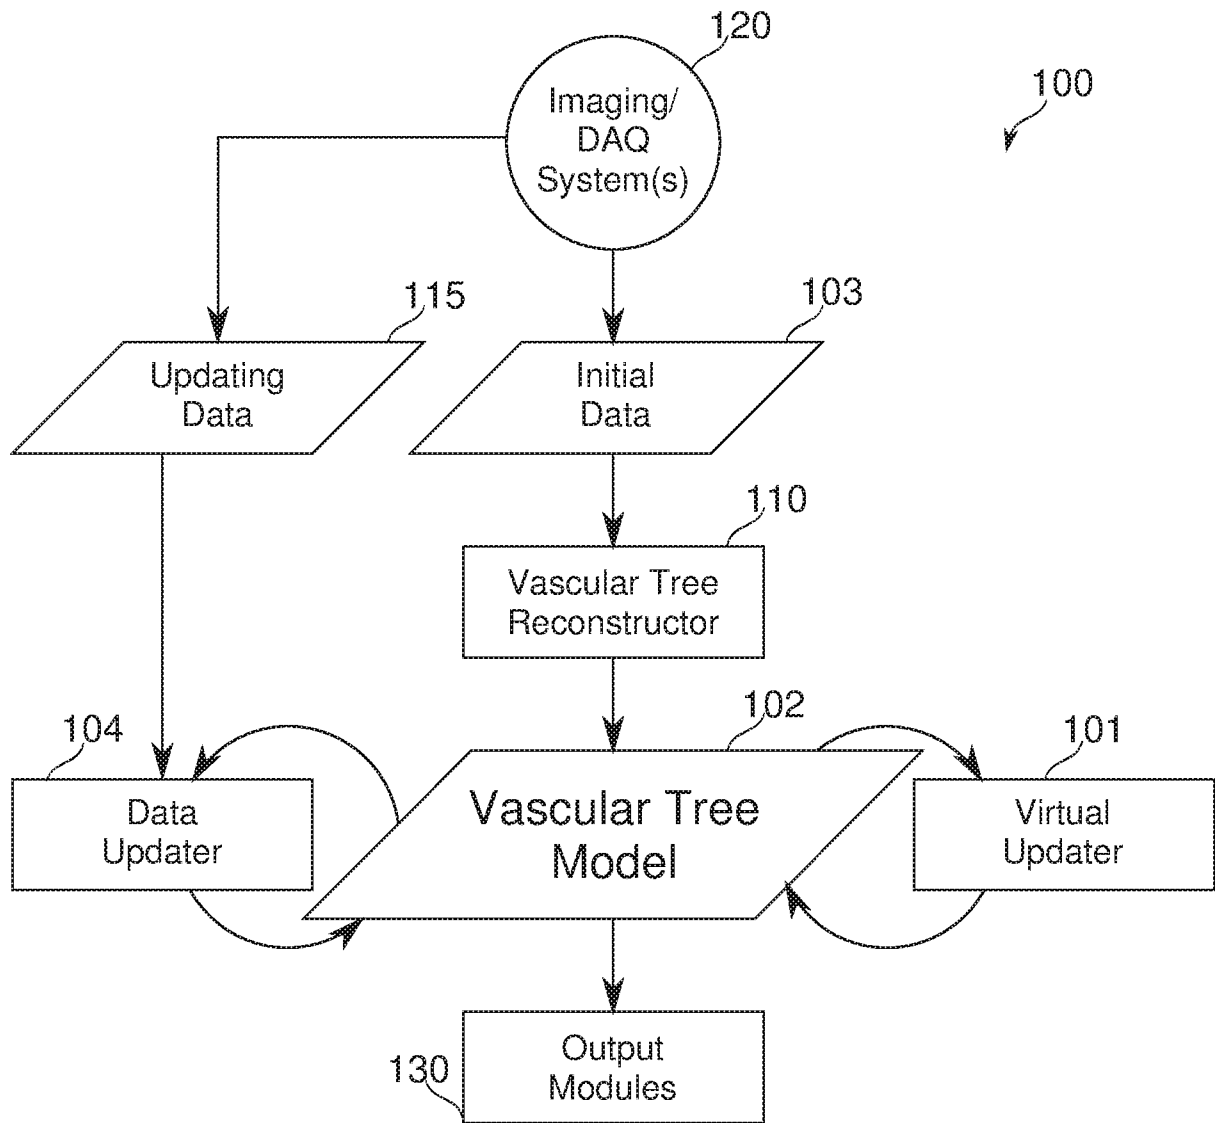 120
Imaging/
DAQ
System(s)
100
115
Updating
Data
103
Initial
Data
110
Vascular Tree
Reconstructor
104
Data
Updater
102
Vascular Tree
Model
101
Virtual
Updater
130
Output
Modules